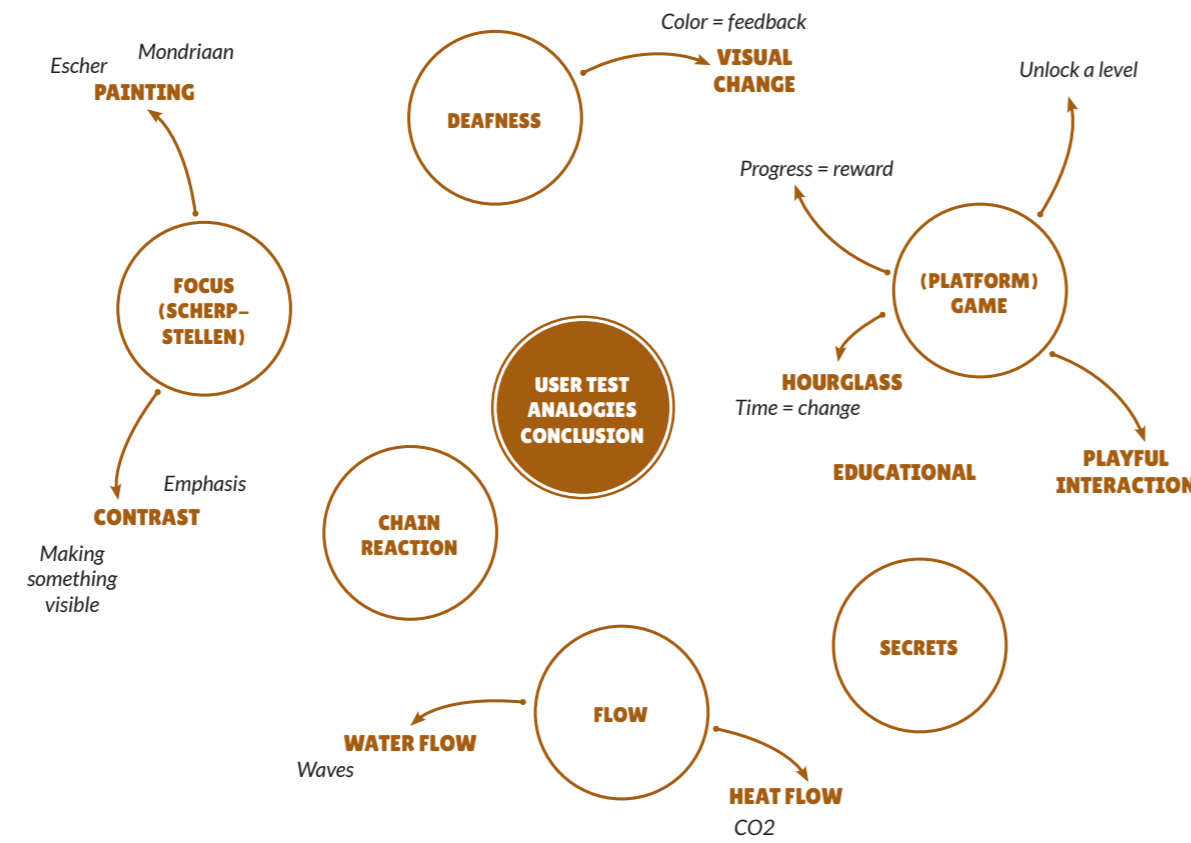 Color = feedback
VISUAL
CHANGE
Escher
Mondriaan
PAINTING
DEAFNESS
Unlock a level
Progress = reward
FOCUS
(SCHERP-
STELLEN)
(PLATFORM)
GAME
USER TEST
ANALOGIES
CONCLUSION
HOURGLASS
Time = change
EDUCATIONAL
PLAYFUL
INTERACTION
Emphasis
CONTRAST
Making
something
visible
CHAIN
REACTION
SECRETS
FLOW
WATER FLOW
Waves
HEAT FLOW
CO2